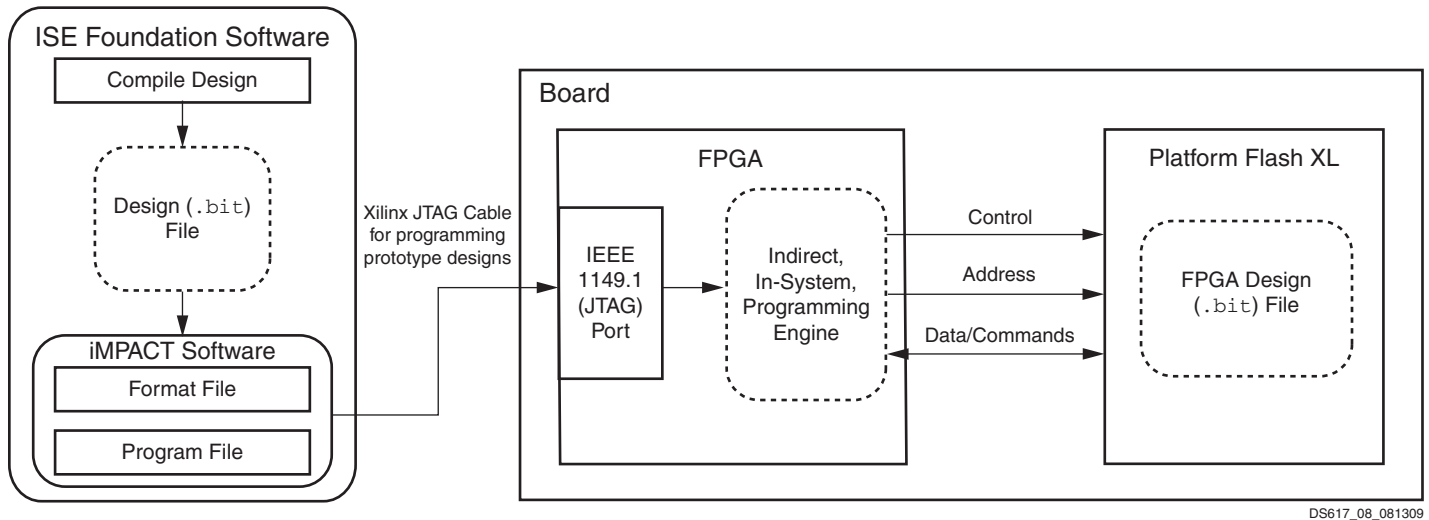 ISE Foundation Software
Compile Design
Design (.bit)
File
iMPACT Software
Format File
Program File
Xilinx JTAG Cable
for programming
prototype designs
Board
FPGA
IEEE
1149.1
(JTAG)
Port
Indirect,
In-System,
Programming
Engine
Control
Address
Data/Commands
Platform Flash XL
FPGA Design
(.bit) File
DS617_08_081309